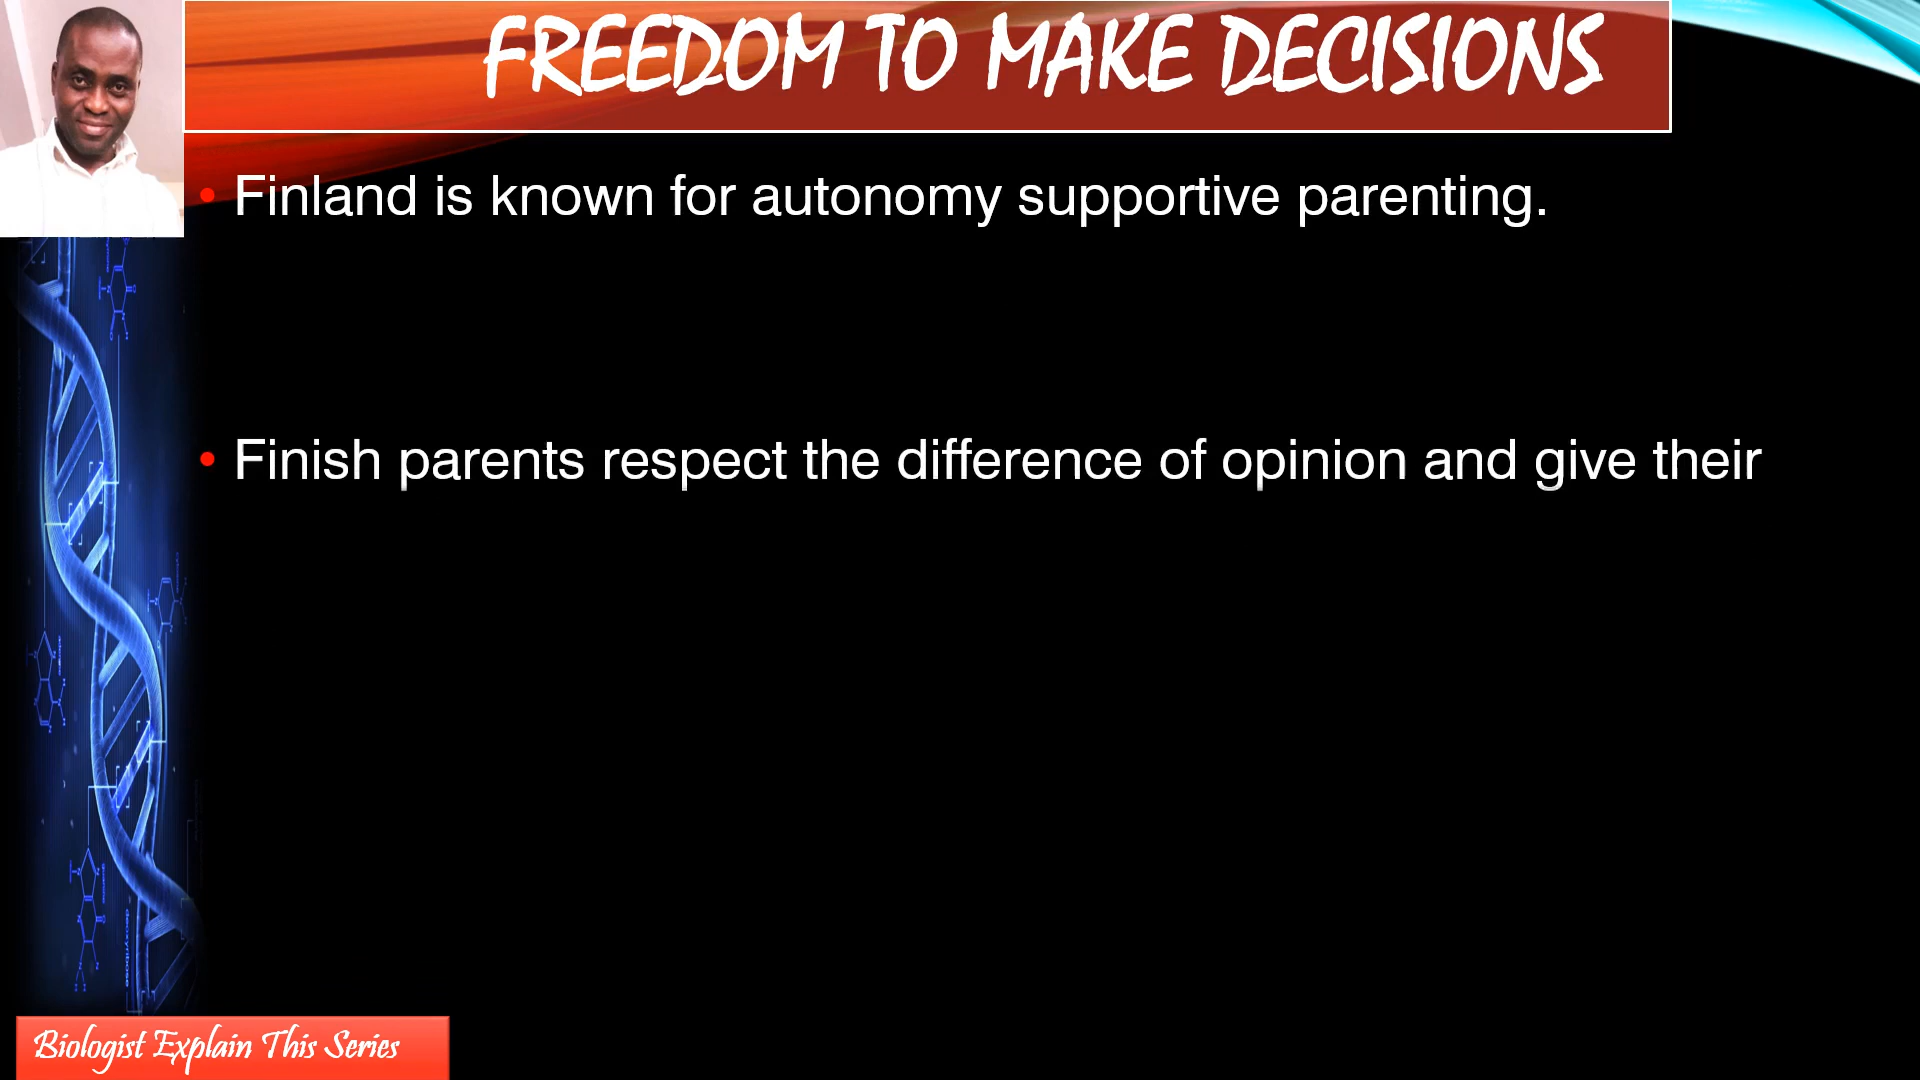 FREEDOM TO MAKE DECISIONS
• Finland is known for autonomy supportive parenting.
• Finish parents respect the difference of opinion and give their
deoxyribose
Biologist Explain This Series